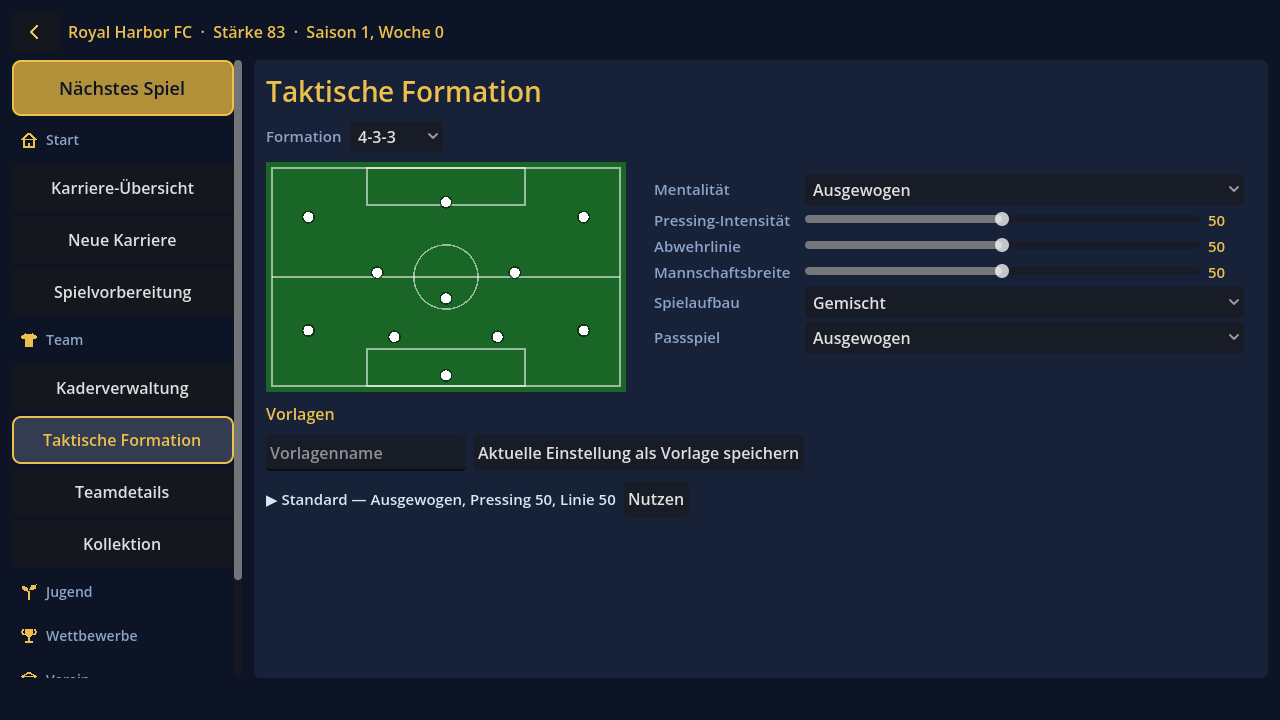 Royal Harbor FC · Stärke 83 · Saison 1, Woche 0
Nächstes Spiel
Start
Karriere-Übersicht
Neue Karriere
Spielvorbereitung
Team
Kaderverwaltung
Taktische Formation
Teamdetails
Kollektion
Jugend
Wettbewerbe
Taktische Formation
Formation 4-3-3
Mentalität Ausgewogen
Pressing-Intensität 50
Abwehrlinie 50
Mannschaftsbreite 50
Spielaufbau Gemischt
Passspiel Ausgewogen
Vorlagen
Vorlagenname Aktuelle Einstellung als Vorlage speichern
▶ Standard — Ausgewogen, Pressing 50, Linie 50 Nutzen